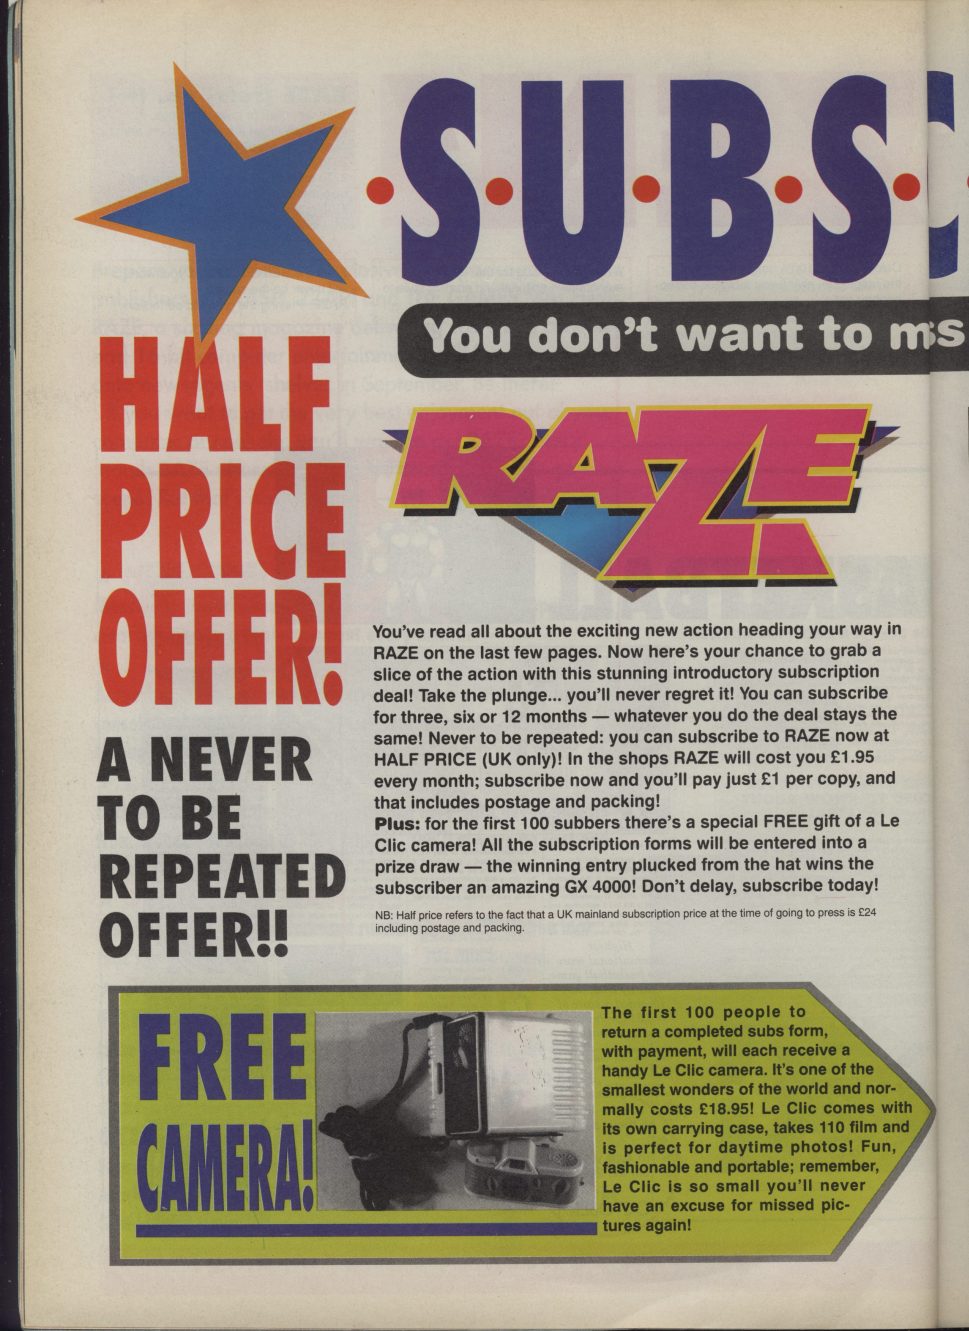 S·U·B·S·C
You don't want to m ss
HALF
PRICE
OFFER!
A NEVER
TO BE
REPEATED
OFFER!!
RAZE
You've read all about the exciting new action heading your way in
RAZE on the last few pages. Now here's your chance to grab a
slice of the action with this stunning introductory subscription
deal! Take the plunge... you'll never regret it! You can subscribe
for three, six or 12 months — whatever you do the deal stays the
same! Never to be repeated: you can subscribe to RAZE now at
HALF PRICE (UK only)! In the shops RAZE will cost you £1.95
every month; subscribe now and you'll pay just £1 per copy, and
that includes postage and packing!
Plus: for the first 100 subbers there's a special FREE gift of a Le
Clic camera! All the subscription forms will be entered into a
prize draw — the winning entry plucked from the hat wins the
subscriber an amazing GX 4000! Don't delay, subscribe today!
NB: Half price refers to the fact that a UK mainland subscription price at the time of going to press is £24
including postage and packing.
FREE
CAMERA!
The first 100 people to
return a completed subs form,
with payment, will each receive a
handy Le Clic camera. It's one of the
smallest wonders of the world and nor-
mally costs £18.95! Le Clic comes with
its own carrying case, takes 110 film and
is perfect for daytime photos! Fun,
fashionable and portable; remember,
Le Clic is so small you'll never
have an excuse for missed pic-
tures again!